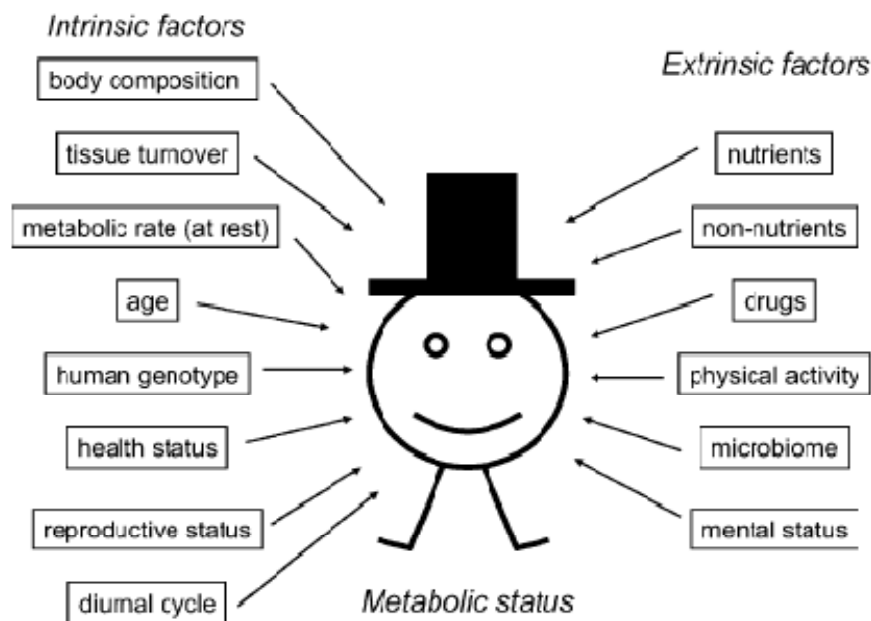 Intrinsic factors
body composition
tissue turnover
metabolic rate (at rest)
age
human genotype
health status
reproductive status
diurnal cycle
Extrinsic factors
nutrients
non-nutrients
drugs
physical activity
microbiome
mental status
Metabolic status